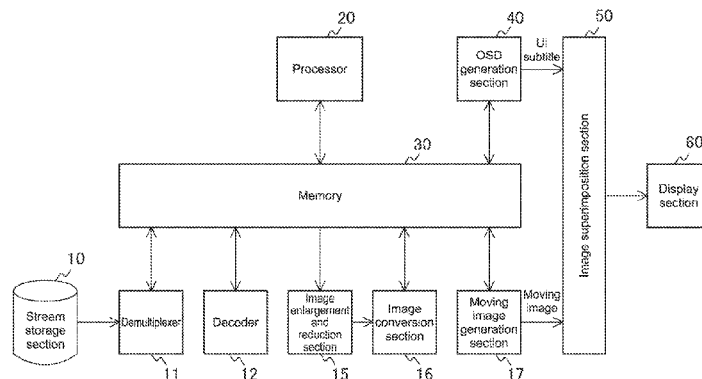 20
Processor
40
OSD
generation
section
UI
subtitle
50
Image superimposition section
30
Memory
60
Display
section
10
Stream
storage
section
Demultiplexer
11
Decoder
12
Image
enlargement and
reduction section
15
Image
conversion
section
16
Moving
image
generation
section
17
Moving
image